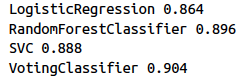 LogisticRegression 0.864
RandomForestClassifier 0.896
SVC 0.888
VotingClassifier 0.904